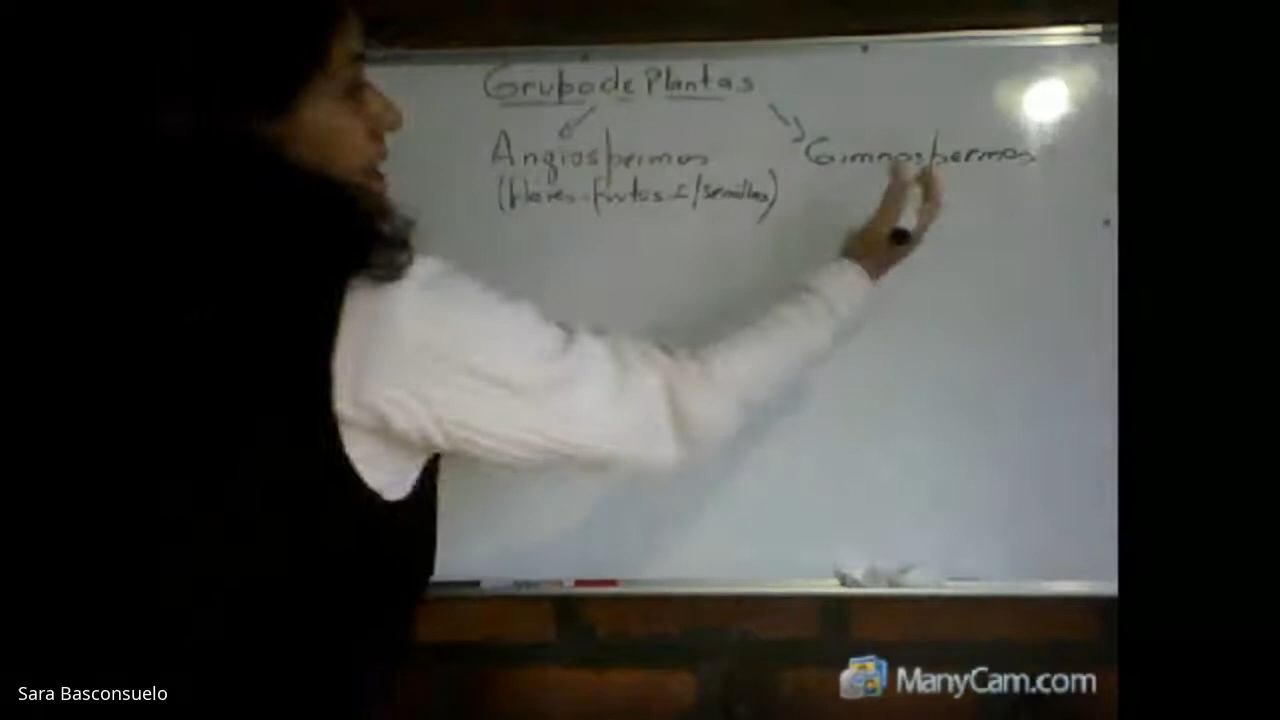 Grupo de Plantas
Angiospermas
Gimnospermas
(flores - frutos c/semillas)
Sara Basconsuelo
ManyCam.com